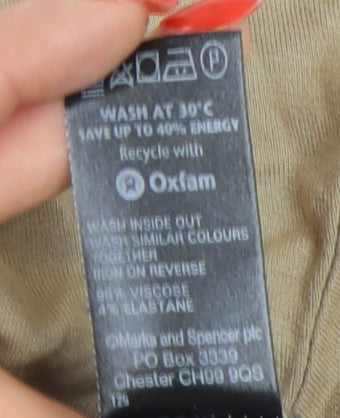 WASH AT 30°C
SAVE UP TO 40% ENERGY
Recycle with
Oxfam
WASH INSIDE OUT
WASH SIMILAR COLOURS
TOGETHER
IRON ON REVERSE
96% VISCOSE
4% ELASTANE
©Marks and Spencer plc
PO Box 3339
Chester CH99 9QS